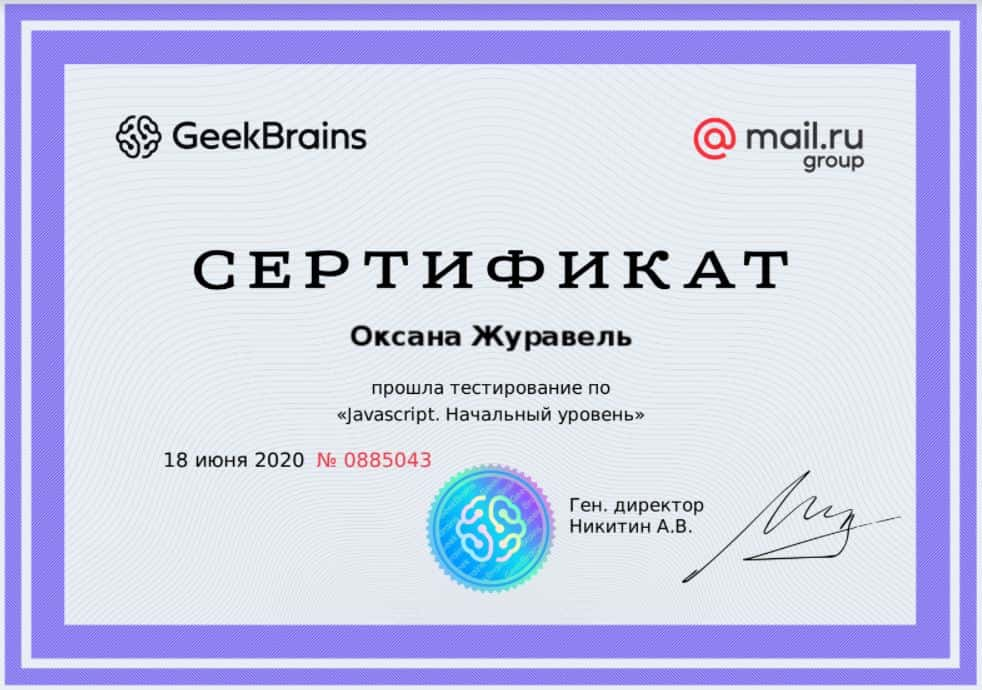 GeekBrains
@mail.ru
group
СЕРТИФИКАТ
Оксана Журавель
прошла тестирование по
«Javascript. Начальный уровень»
18 июня 2020 № 0885043
Ген. директор
Никитин А.В.